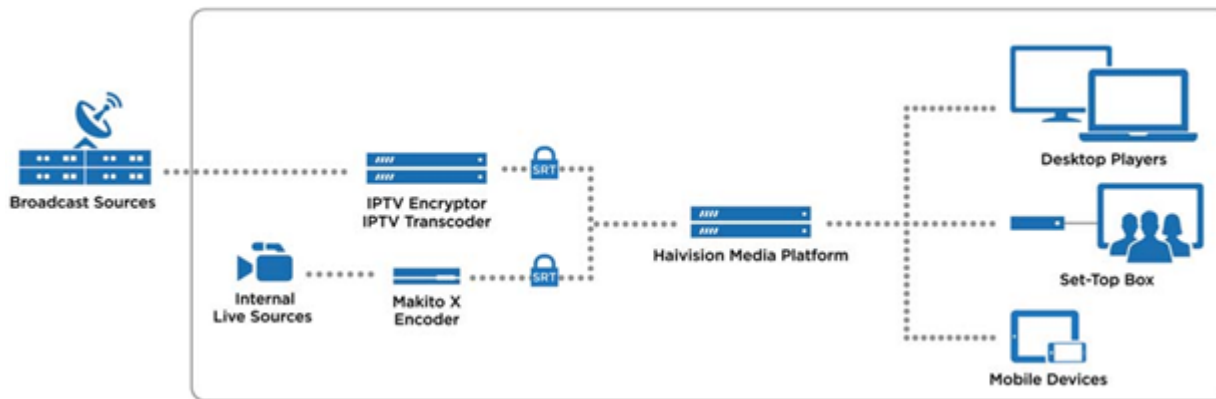 Broadcast Sources
IPTV Encryptor
IPTV Transcoder
SRT
Internal
Live Sources
Makito X
Encoder
SRT
Haivision Media Platform
Desktop Players
Set-Top Box
Mobile Devices